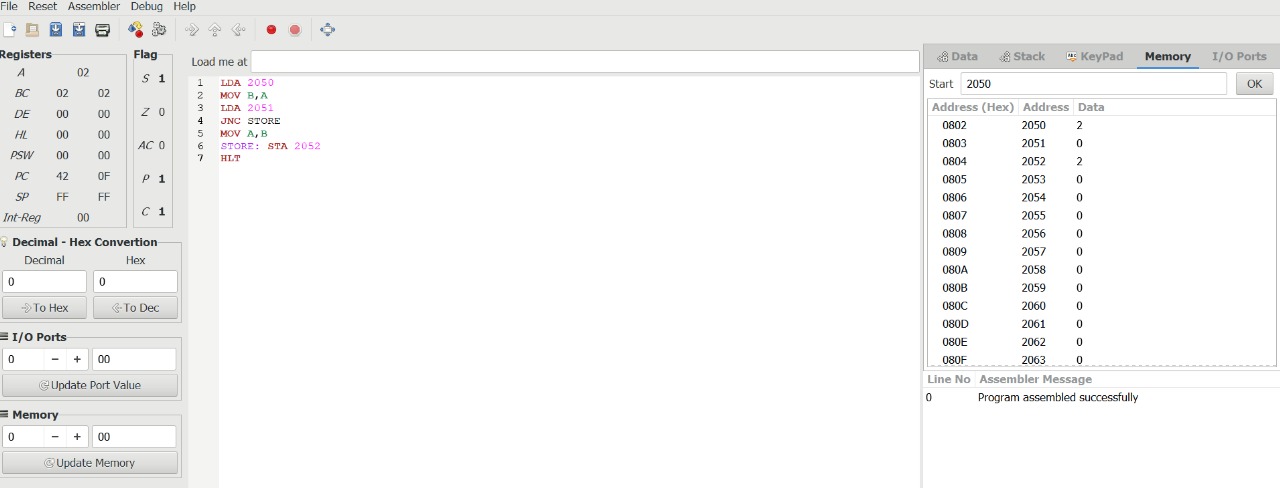 File Reset Assembler Debug Help
Registers
A 02
BC 02 02
DE 00 00
HL 00 00
PSW 00 00
PC 42 0F
SP FF FF
Int-Reg 00
Flag
S 1
Z 0
AC 0
P 1
C 1
Decimal - Hex Convertion
Decimal Hex
0 0
To Hex To Dec
I/O Ports
0 − + 00
Update Port Value
Memory
0 − + 00
Update Memory
Load me at
1 LDA 2050
2 MOV B,A
3 LDA 2051
4 JNC STORE
5 MOV A,B
6 STORE: STA 2052
7 HLT
Data Stack KeyPad Memory I/O Ports
Start 2050 OK
Address (Hex) Address Data
0802 2050 2
0803 2051 0
0804 2052 2
0805 2053 0
0806 2054 0
0807 2055 0
0808 2056 0
0809 2057 0
080A 2058 0
080B 2059 0
080C 2060 0
080D 2061 0
080E 2062 0
080F 2063 0
Line No Assembler Message
0 Program assembled successfully